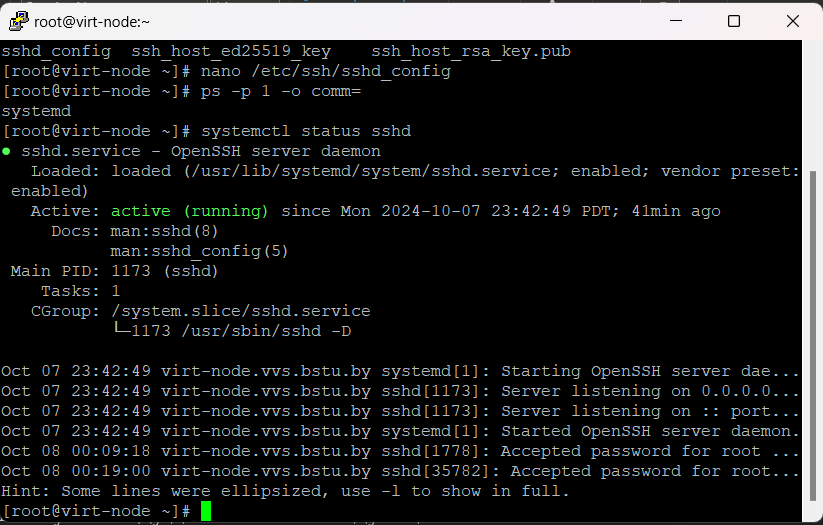 root@virt-node:~
sshd_config  ssh_host_ed25519_key    ssh_host_rsa_key.pub
[root@virt-node ~]# nano /etc/ssh/sshd_config
[root@virt-node ~]# ps -p 1 -o comm=
systemd
[root@virt-node ~]# systemctl status sshd
● sshd.service - OpenSSH server daemon
   Loaded: loaded (/usr/lib/systemd/system/sshd.service; enabled; vendor preset:
 enabled)
   Active: active (running) since Mon 2024-10-07 23:42:49 PDT; 41min ago
     Docs: man:sshd(8)
           man:sshd_config(5)
 Main PID: 1173 (sshd)
    Tasks: 1
   CGroup: /system.slice/sshd.service
           └─1173 /usr/sbin/sshd -D

Oct 07 23:42:49 virt-node.vvs.bstu.by systemd[1]: Starting OpenSSH server dae...
Oct 07 23:42:49 virt-node.vvs.bstu.by sshd[1173]: Server listening on 0.0.0.0...
Oct 07 23:42:49 virt-node.vvs.bstu.by sshd[1173]: Server listening on :: port...
Oct 07 23:42:49 virt-node.vvs.bstu.by systemd[1]: Started OpenSSH server daemon.
Oct 08 00:09:18 virt-node.vvs.bstu.by sshd[1778]: Accepted password for root ...
Oct 08 00:19:00 virt-node.vvs.bstu.by sshd[35782]: Accepted password for root...
Hint: Some lines were ellipsized, use -l to show in full.
[root@virt-node ~]#